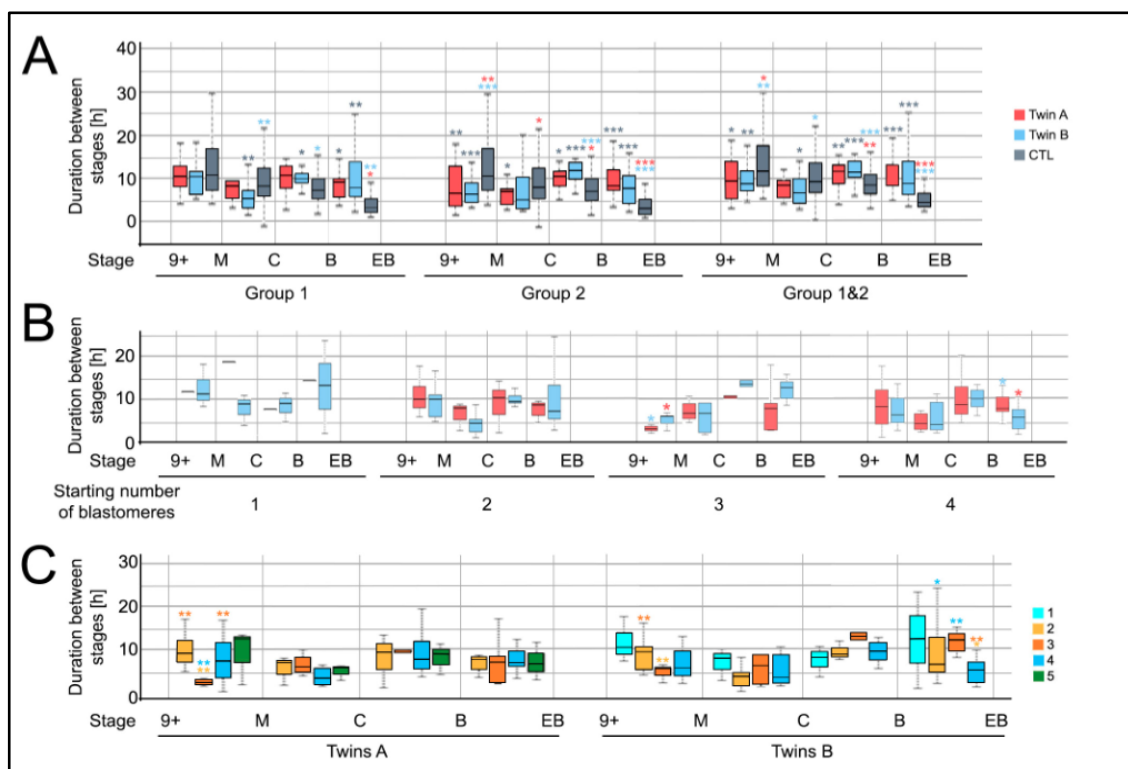 A
Duration between
stages [h]
40
30
20
10
0
** ** *** * ** * ** * * * ** * **
** *** ** *** * * * *** *** * *** *** *** ***
* ** * ** * * ** *** *** ** *** *** *** ***
Twin A
Twin B
CTL
Stage 9+ M C B EB 9+ M C B EB 9+ M C B EB
Group 1 Group 2 Group 1&2
B
Duration between
stages [h]
20
10
0
* * * *
Stage 9+ M C B EB 9+ M C B EB 9+ M C B EB 9+ M C B EB
Starting number
of blastomeres
1 2 3 4
C
Duration between
stages [h]
30
20
10
0
** ** ** ** ** ** * ** ** *
1
2
3
4
5
Stage 9+ M C B EB 9+ M C B EB
Twins A Twins B